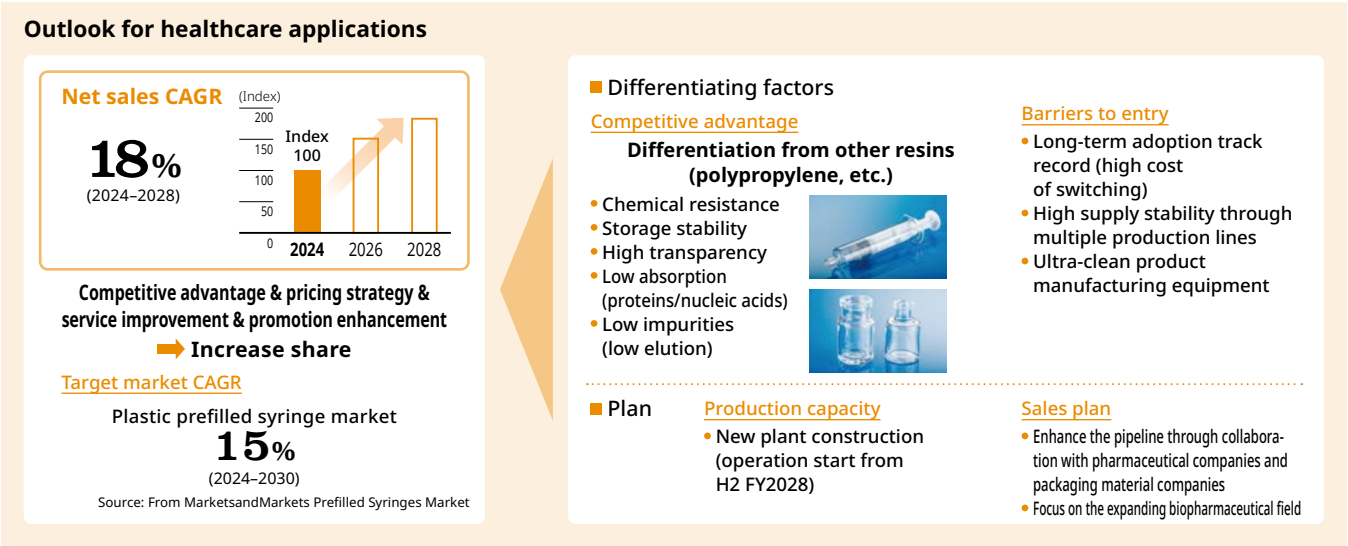 Outlook for healthcare applications
Net sales CAGR
18%
(2024–2028)
(Index)
200
150
100
50
0
Index
100
2024 2026 2028
Competitive advantage & pricing strategy &
service improvement & promotion enhancement
Increase share
Target market CAGR
Plastic prefilled syringe market
15%
(2024–2030)
Source: From MarketsandMarkets Prefilled Syringes Market
Differentiating factors
Competitive advantage
Differentiation from other resins
(polypropylene, etc.)
• Chemical resistance
• Storage stability
• High transparency
• Low absorption
(proteins/nucleic acids)
• Low impurities
(low elution)
Barriers to entry
• Long-term adoption track
record (high cost
of switching)
• High supply stability through
multiple production lines
• Ultra-clean product
manufacturing equipment
Plan
Production capacity
• New plant construction
(operation start from
H2 FY2028)
Sales plan
• Enhance the pipeline through collabora-
tion with pharmaceutical companies and
packaging material companies
• Focus on the expanding biopharmaceutical field